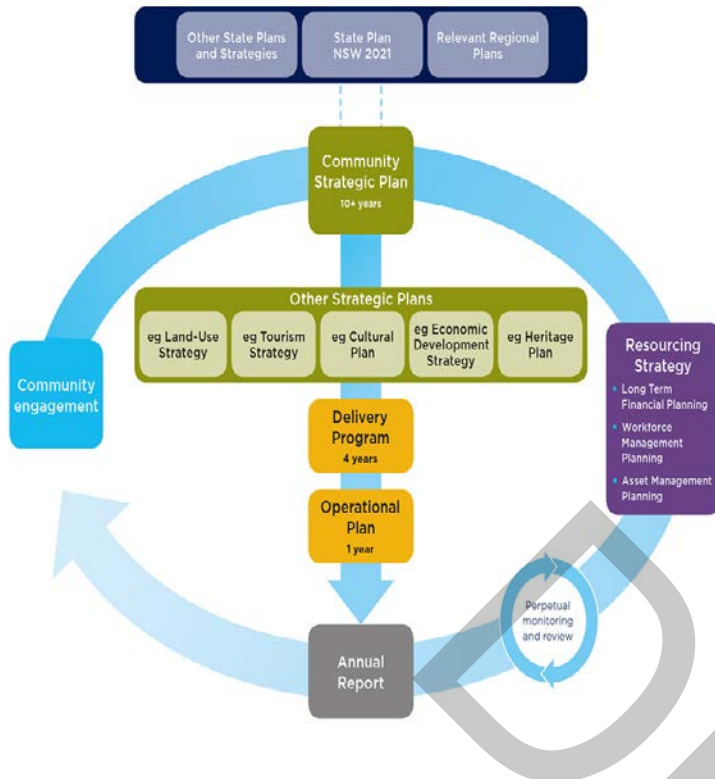 Other State Plans
and Strategies
State Plan
NSW 2021
Relevant Regional
Plans
Community
Strategic Plan
10+ years
Other Strategic Plans
eg Land-Use
Strategy
eg Tourism
Strategy
eg Cultural
Plan
eg Economic
Development
Strategy
eg Heritage
Plan
Community
engagement
Resourcing
Strategy
• Long Term
Financial Planning
• Workforce
Management
Planning
• Asset Management
Planning
Delivery
Program
4 years
Operational
Plan
1 year
Perpetual
monitoring
and review
Annual
Report